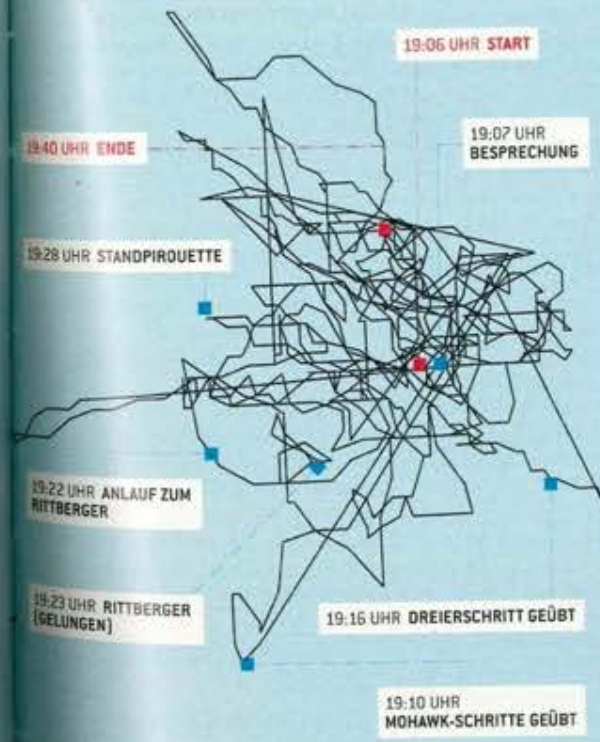 19:06 UHR START
19:07 UHR
BESPRECHUNG
19:40 UHR ENDE
19:28 UHR STANDPIROUETTE
19:22 UHR ANLAUF ZUM
RITTBERGER
19:23 UHR RITTBERGER
(GELUNGEN)
19:16 UHR DREIERSCHRITT GEÜBT
19:10 UHR
MOHAWK-SCHRITTE GEÜBT